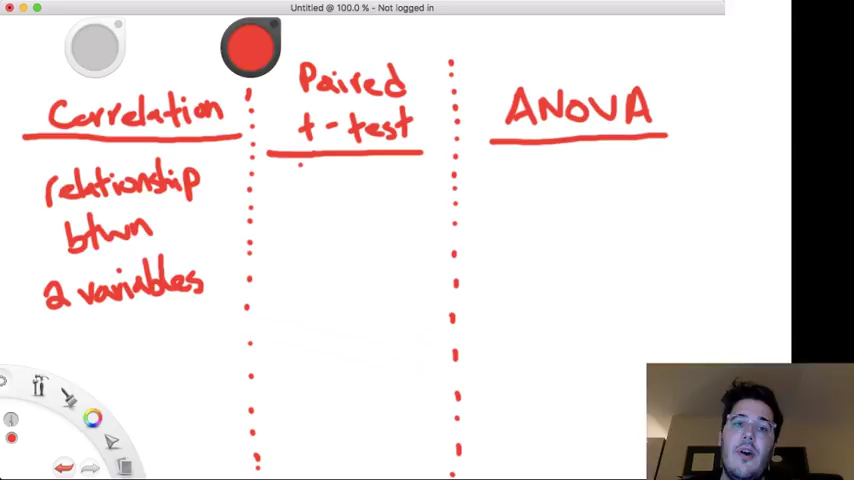 Untitled @ 100.0 % - Not logged in
Correlation
relationship
btwn
2 variables
Paired
t-test
ANOVA